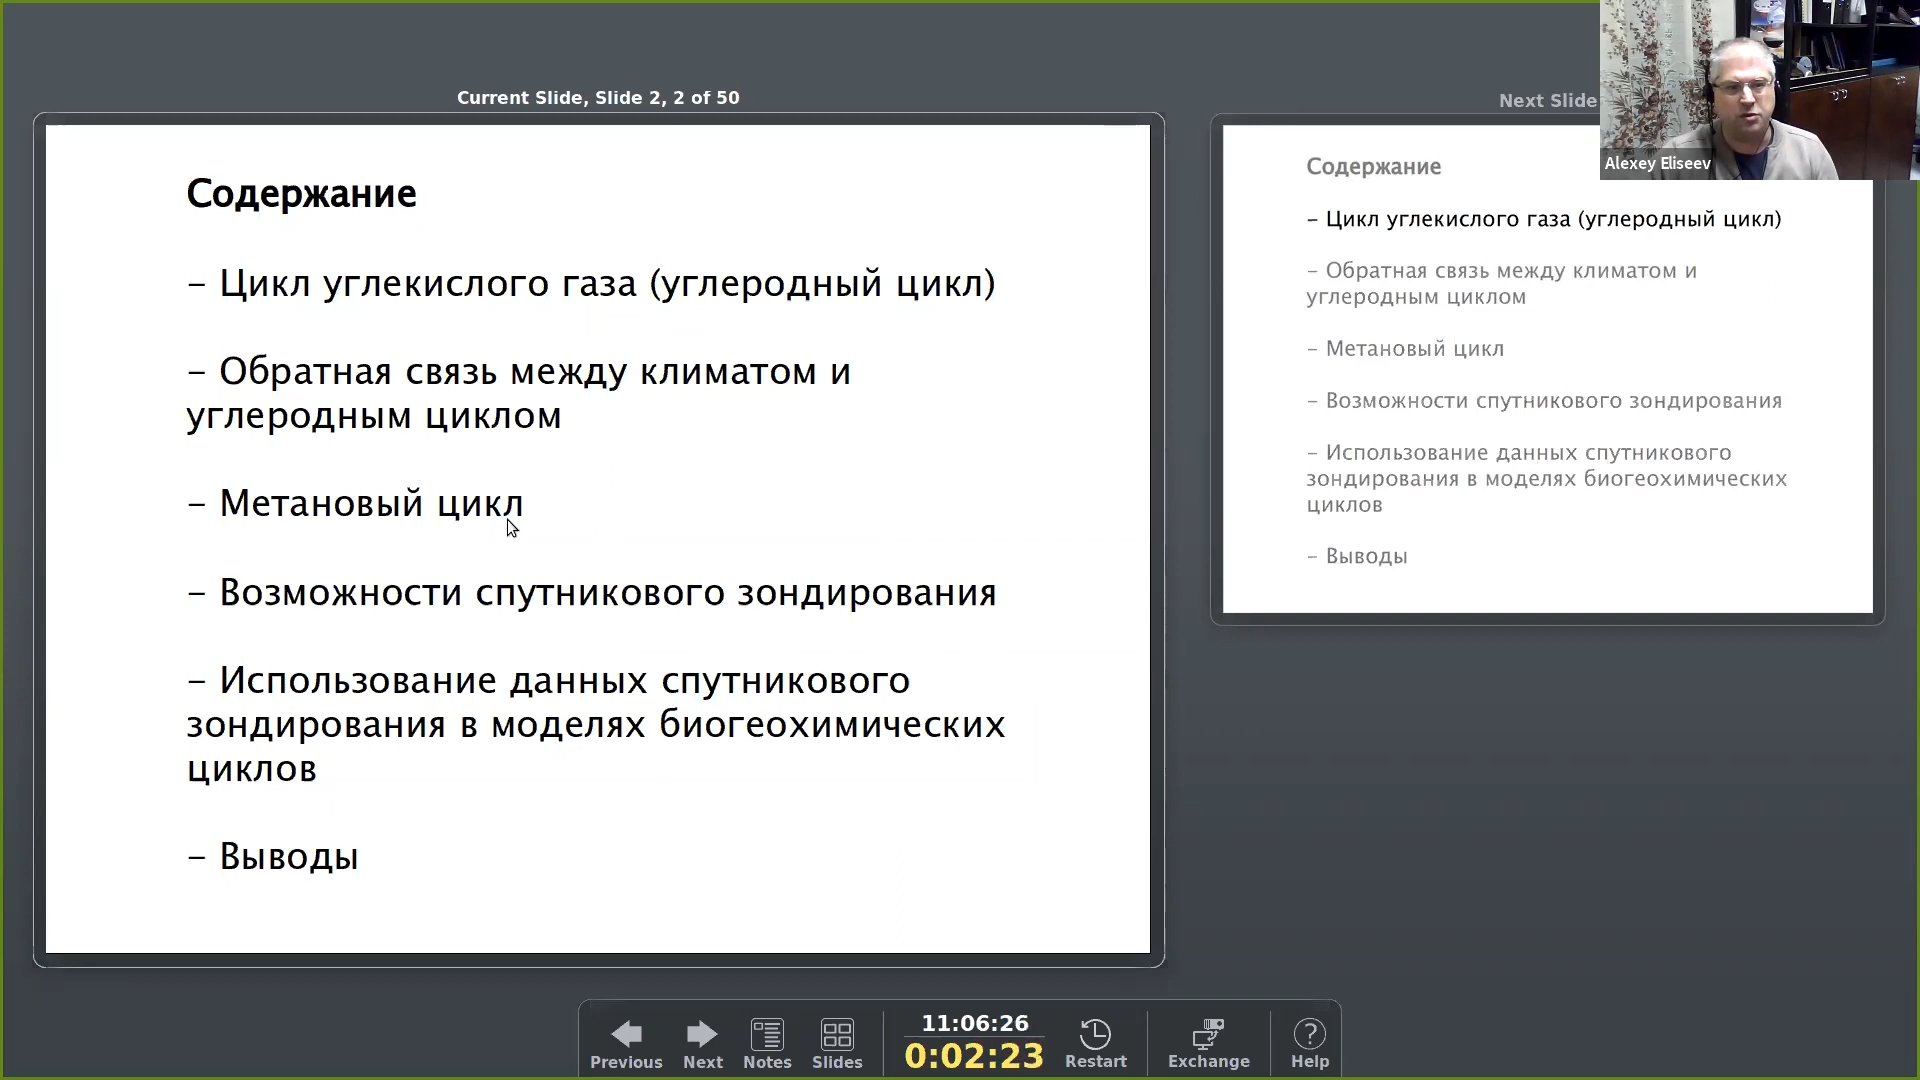 Current Slide, Slide 2, 2 of 50
Содержание
– Цикл углекислого газа (углеродный цикл)
– Обратная связь между климатом и
углеродным циклом
– Метановый цикл
– Возможности спутникового зондирования
– Использование данных спутникового
зондирования в моделях биогеохимических
циклов
– Выводы
Next Slide
Содержание
– Цикл углекислого газа (углеродный цикл)
– Обратная связь между климатом и
углеродным циклом
– Метановый цикл
– Возможности спутникового зондирования
– Использование данных спутникового
зондирования в моделях биогеохимических
циклов
– Выводы
Alexey Eliseev
Previous
Next
Notes
Slides
11:06:26
0:02:23
Restart
Exchange
Help